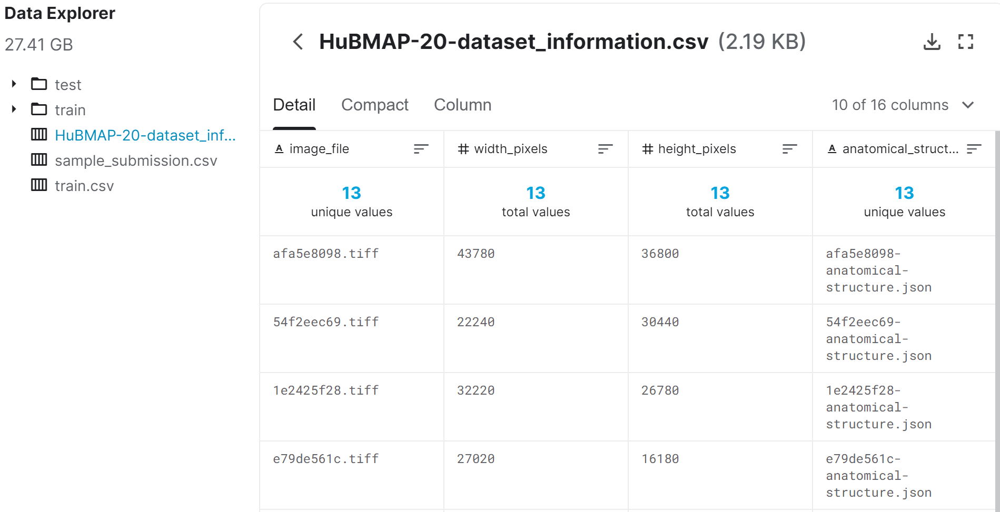 Data Explorer
27.41 GB
test
train
HuBMAP-20-dataset_inf...
sample_submission.csv
train.csv
HuBMAP-20-dataset_information.csv (2.19 KB)
Detail Compact Column 10 of 16 columns
A image_file # width_pixels # height_pixels A anatomical_struct...
13 13 13 13
unique values total values total values unique values
afa5e8098.tiff 43780 36800 afa5e8098-
anatomical-
structure.json
54f2eec69.tiff 22240 30440 54f2eec69-
anatomical-
structure.json
1e2425f28.tiff 32220 26780 1e2425f28-
anatomical-
structure.json
e79de561c.tiff 27020 16180 e79de561c-
anatomical-
structure.json